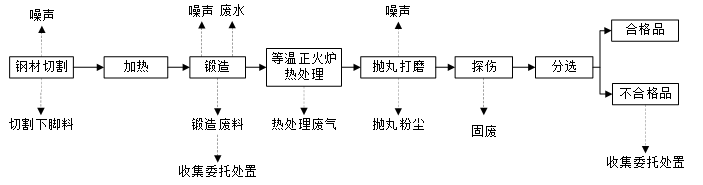 噪声
噪声
废水
噪声
合格品
钢材切割
加热
锻造
等温正火炉
热处理
抛丸打磨
探伤
分选
不合格品
切割下脚料
锻造废料
热处理废气
抛丸粉尘
固废
收集委托处置
收集委托处置